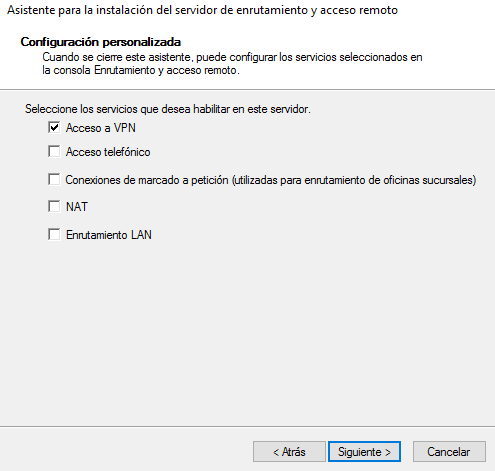 Asistente para la instalación del servidor de enrutamiento y acceso remoto
Configuración personalizada
Cuando se cierre este asistente, puede configurar los servicios seleccionados en
la consola Enrutamiento y acceso remoto.
Seleccione los servicios que desea habilitar en este servidor.
Acceso a VPN
Acceso telefónico
Conexiones de marcado a petición (utilizadas para enrutamiento de oficinas sucursales)
NAT
Enrutamiento LAN
< Atrás
Siguiente >
Cancelar